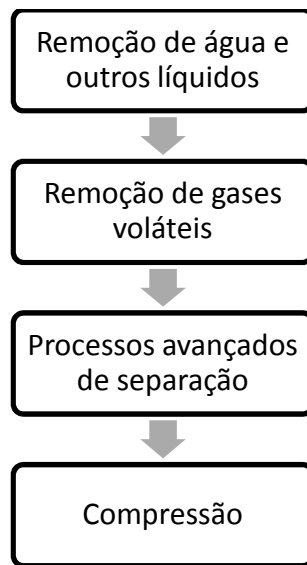 Remoção de água e
outros líquidos
Remoção de gases
voláteis
Processos avançados
de separação
Compressão